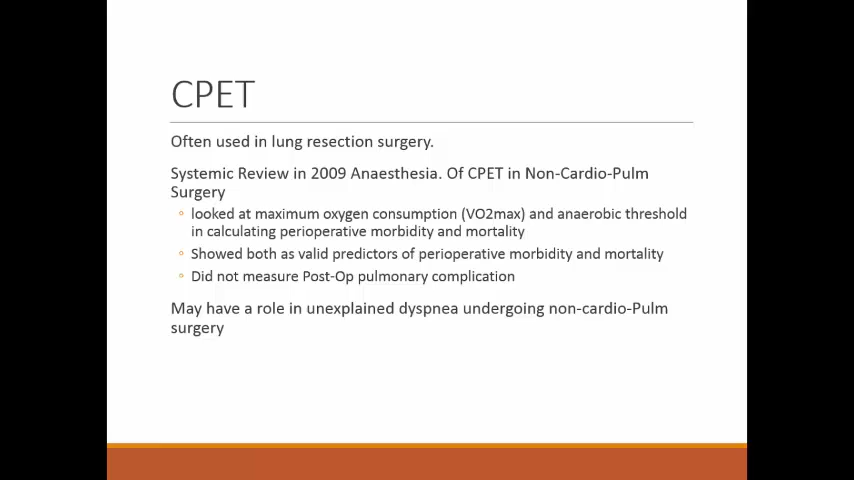 CPET
Often used in lung resection surgery.
Systemic Review in 2009 Anaesthesia. Of CPET in Non-Cardio-Pulm
Surgery
◦ looked at maximum oxygen consumption (VO2max) and anaerobic threshold
in calculating perioperative morbidity and mortality
◦ Showed both as valid predictors of perioperative morbidity and mortality
◦ Did not measure Post-Op pulmonary complication
May have a role in unexplained dyspnea undergoing non-cardio-Pulm
surgery